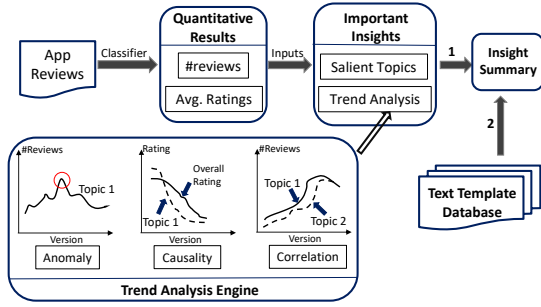 App
Reviews
Classifier
Quantitative
Results
#reviews
Avg. Ratings
Inputs
Important
Insights
Salient Topics
Trend Analysis
1
Insight
Summary
2
Text Template
Database
#Reviews
Topic 1
Version
Anomaly
Rating
Overall
Rating
Topic 1
Version
Causality
#Reviews
Topic 1
Topic 2
Version
Correlation
Trend Analysis Engine